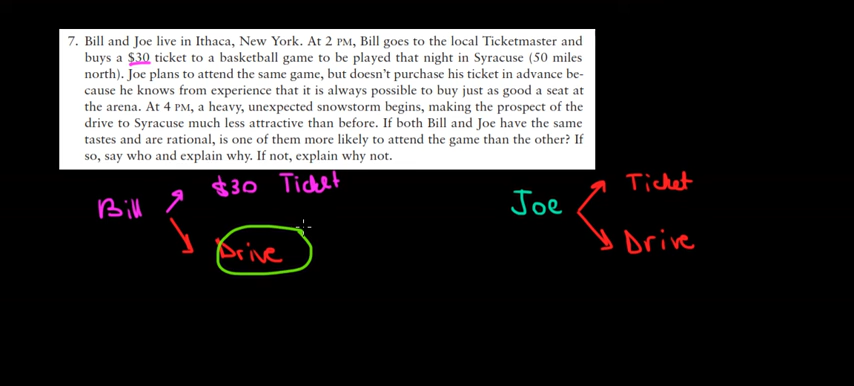 7. Bill and Joe live in Ithaca, New York. At 2 PM, Bill goes to the local Ticketmaster and
buys a $30 ticket to a basketball game to be played that night in Syracuse (50 miles
north). Joe plans to attend the same game, but doesn't purchase his ticket in advance be-
cause he knows from experience that it is always possible to buy just as good a seat at
the arena. At 4 PM, a heavy, unexpected snowstorm begins, making the prospect of the
drive to Syracuse much less attractive than before. If both Bill and Joe have the same
tastes and are rational, is one of them more likely to attend the game than the other? If
so, say who and explain why. If not, explain why not.
Bill
$30 Ticket
Drive
Joe
Ticket
Drive